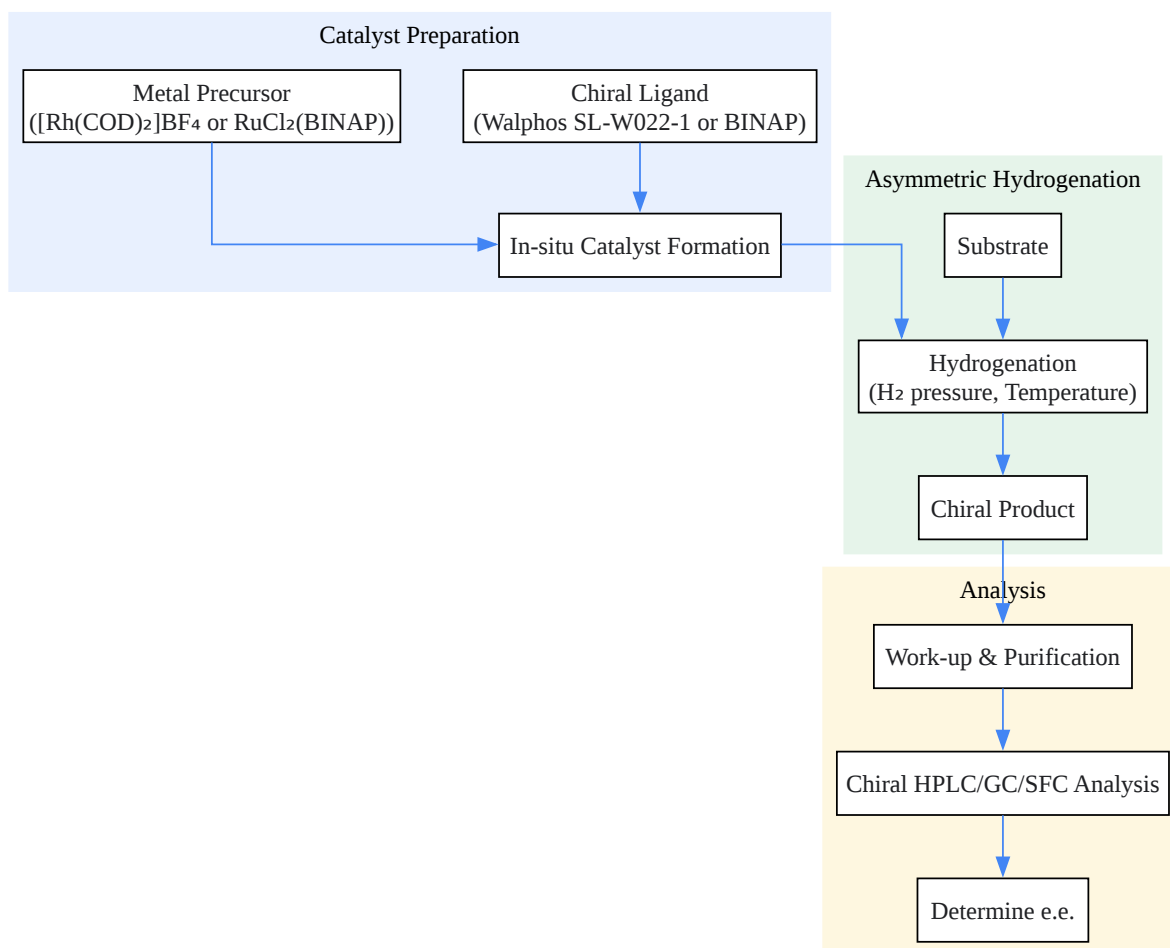 Catalyst Preparation
Metal Precursor
([Rh(COD)₂]BF₄ or RuCl₂(BINAP))
Chiral Ligand
(Walphos SL-W022-1 or BINAP)
In-situ Catalyst Formation
Asymmetric Hydrogenation
Substrate
Hydrogenation
(H₂ pressure, Temperature)
Chiral Product
Analysis
Work-up & Purification
Chiral HPLC/GC/SFC Analysis
Determine e.e.